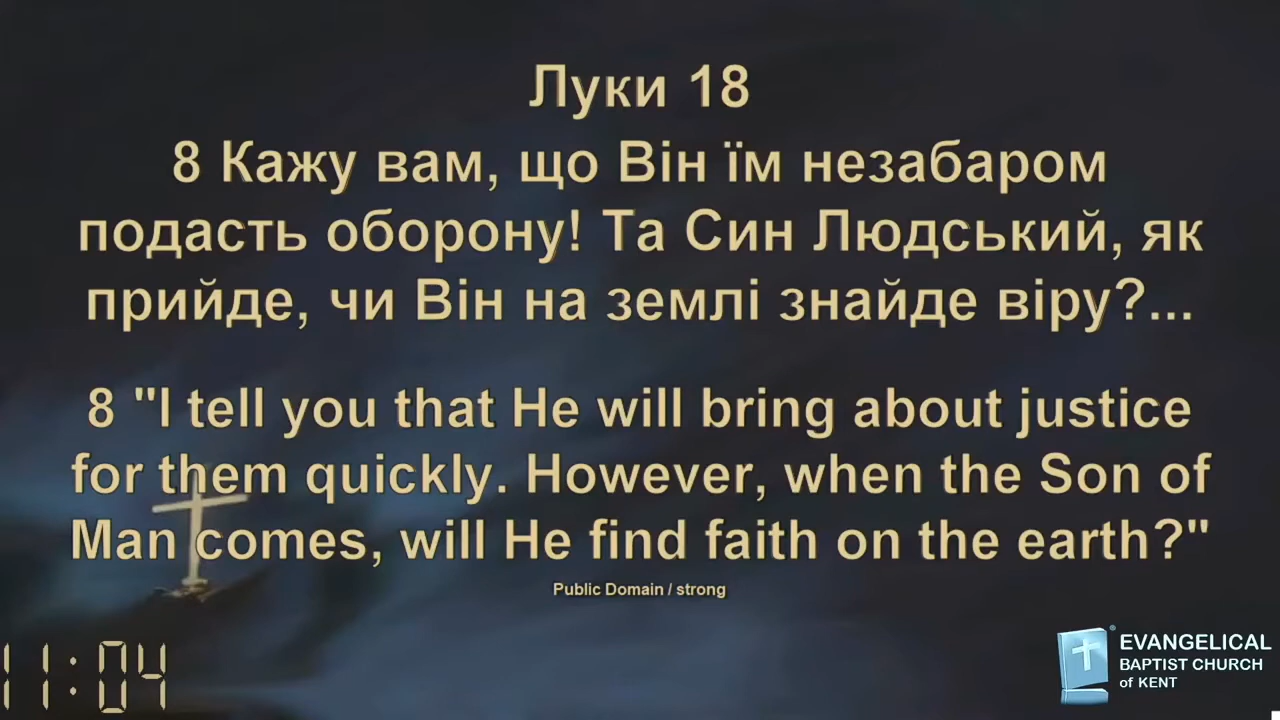 Луки 18
8 Кажу вам, що Він їм незабаром
подасть оборону! Та Син Людський, як
прийде, чи Він на землі знайде віру?...
8 "I tell you that He will bring about justice
for them quickly. However, when the Son of
Man comes, will He find faith on the earth?"
Public Domain / strong
11:04
EVANGELICAL
BAPTIST CHURCH
of KENT